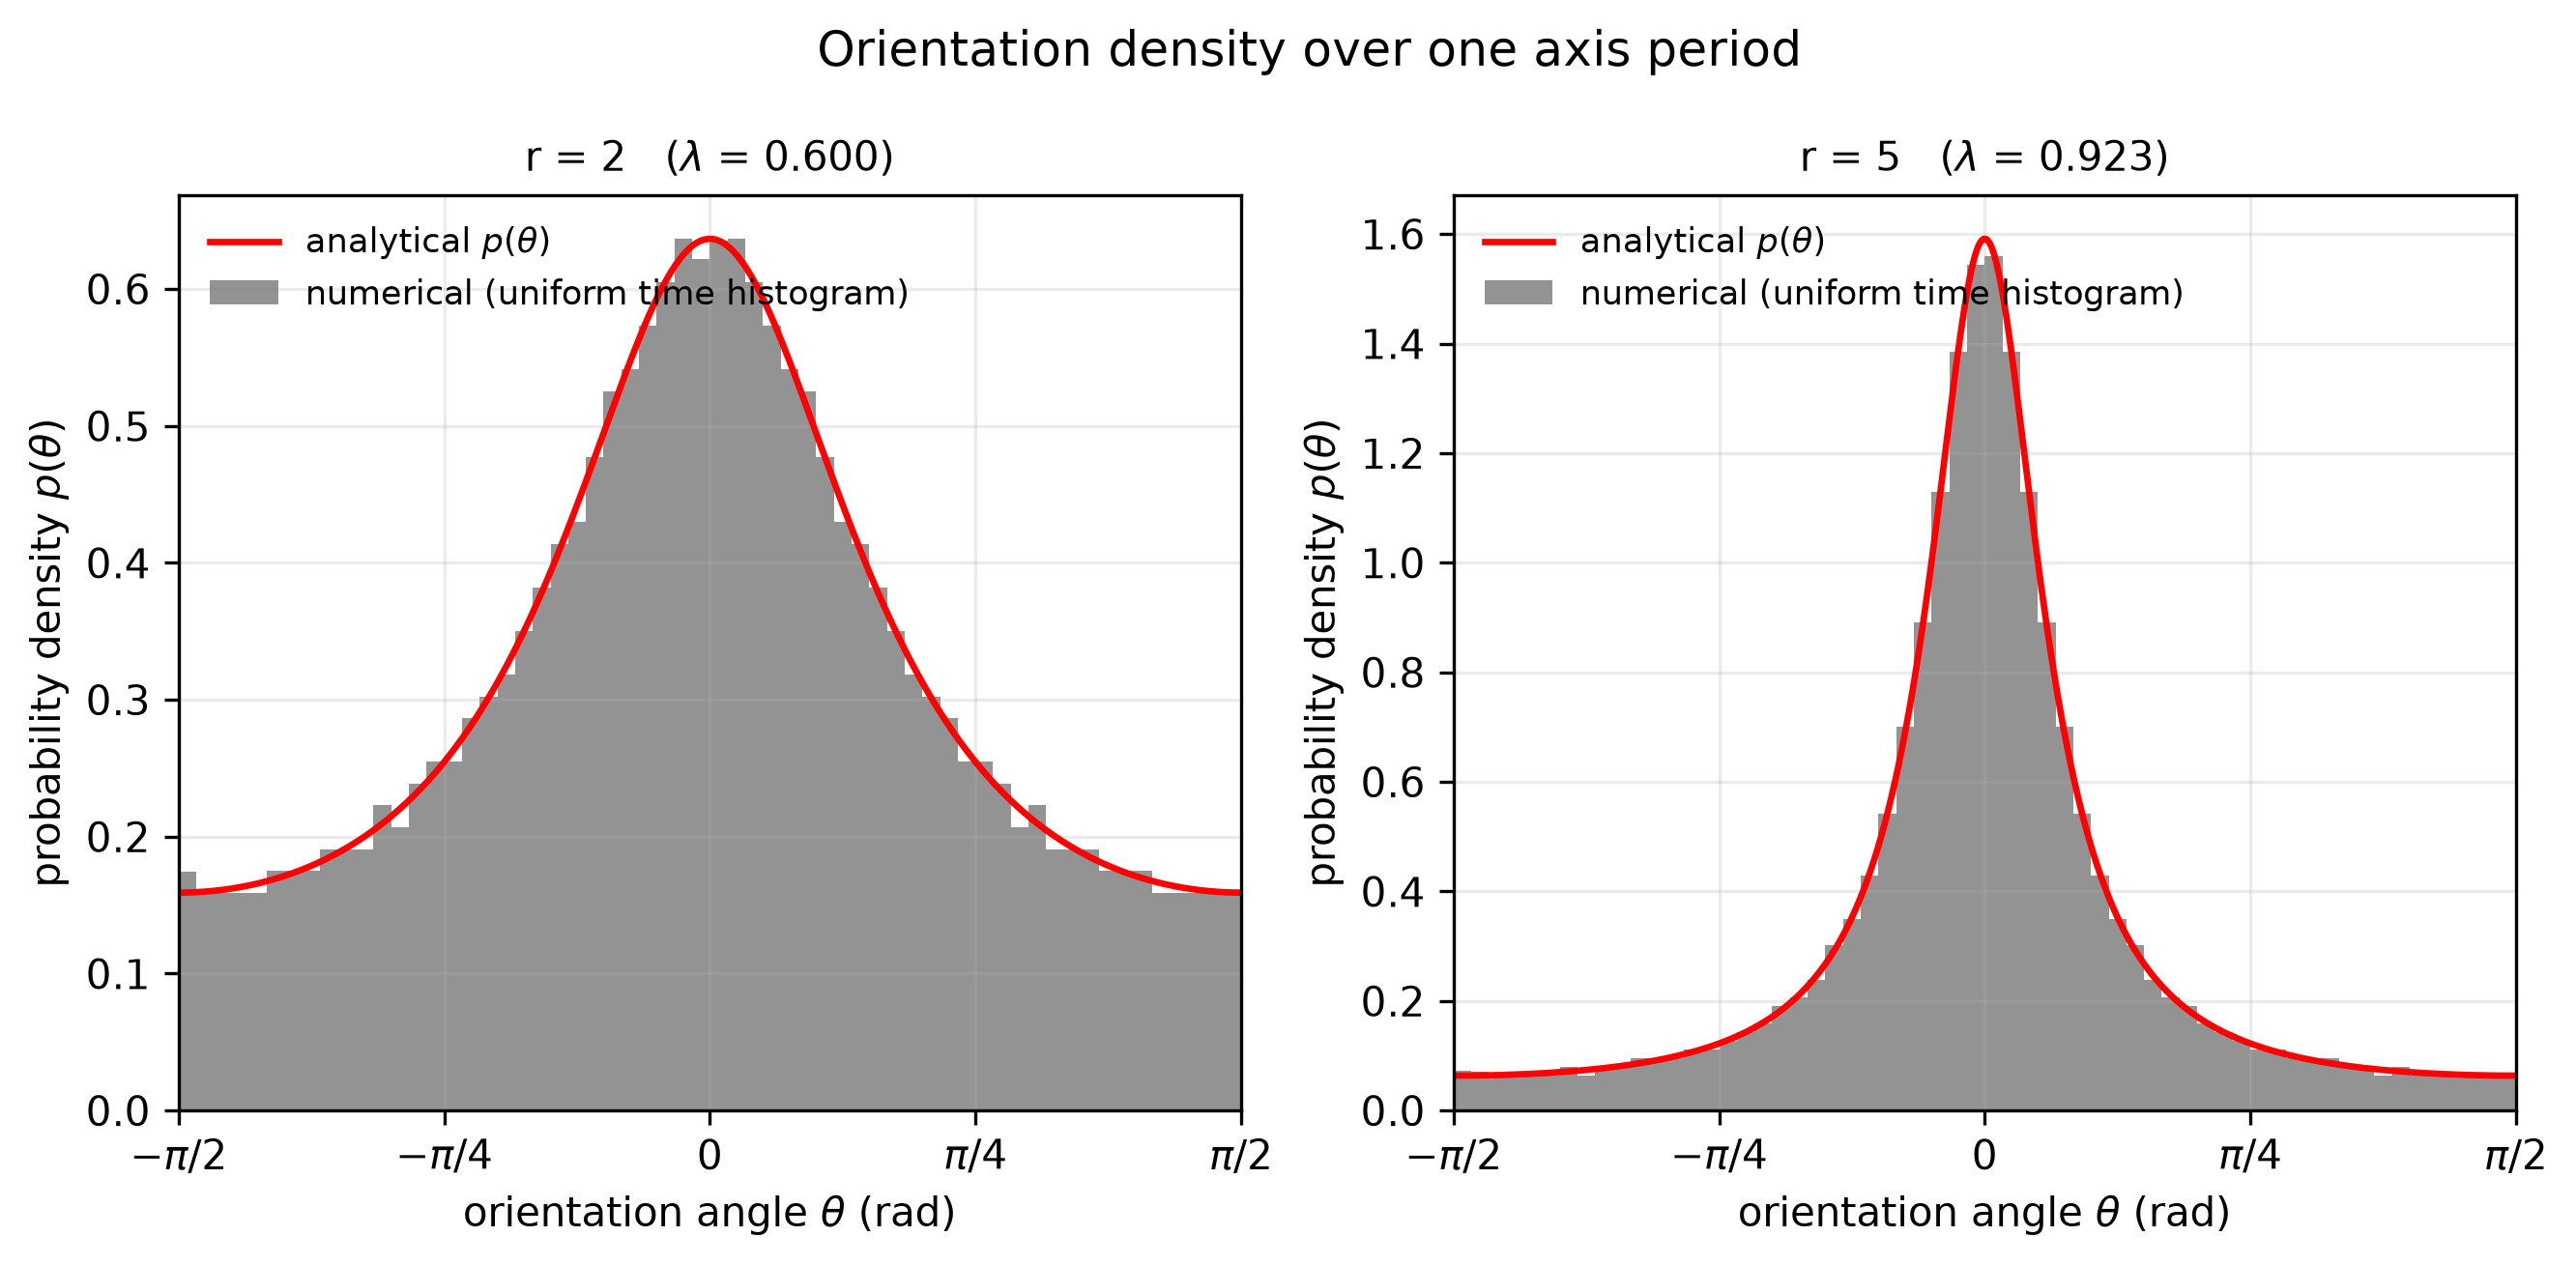 Orientation density over one axis period
r = 2 (λ = 0.600)
analytical p(θ)
numerical (uniform time histogram)
probability density p(θ)
0.6
0.5
0.4
0.3
0.2
0.1
0.0
−π/2
−π/4
0
π/4
π/2
orientation angle θ (rad)
r = 5 (λ = 0.923)
analytical p(θ)
numerical (uniform time histogram)
probability density p(θ)
1.6
1.4
1.2
1.0
0.8
0.6
0.4
0.2
0.0
−π/2
−π/4
0
π/4
π/2
orientation angle θ (rad)